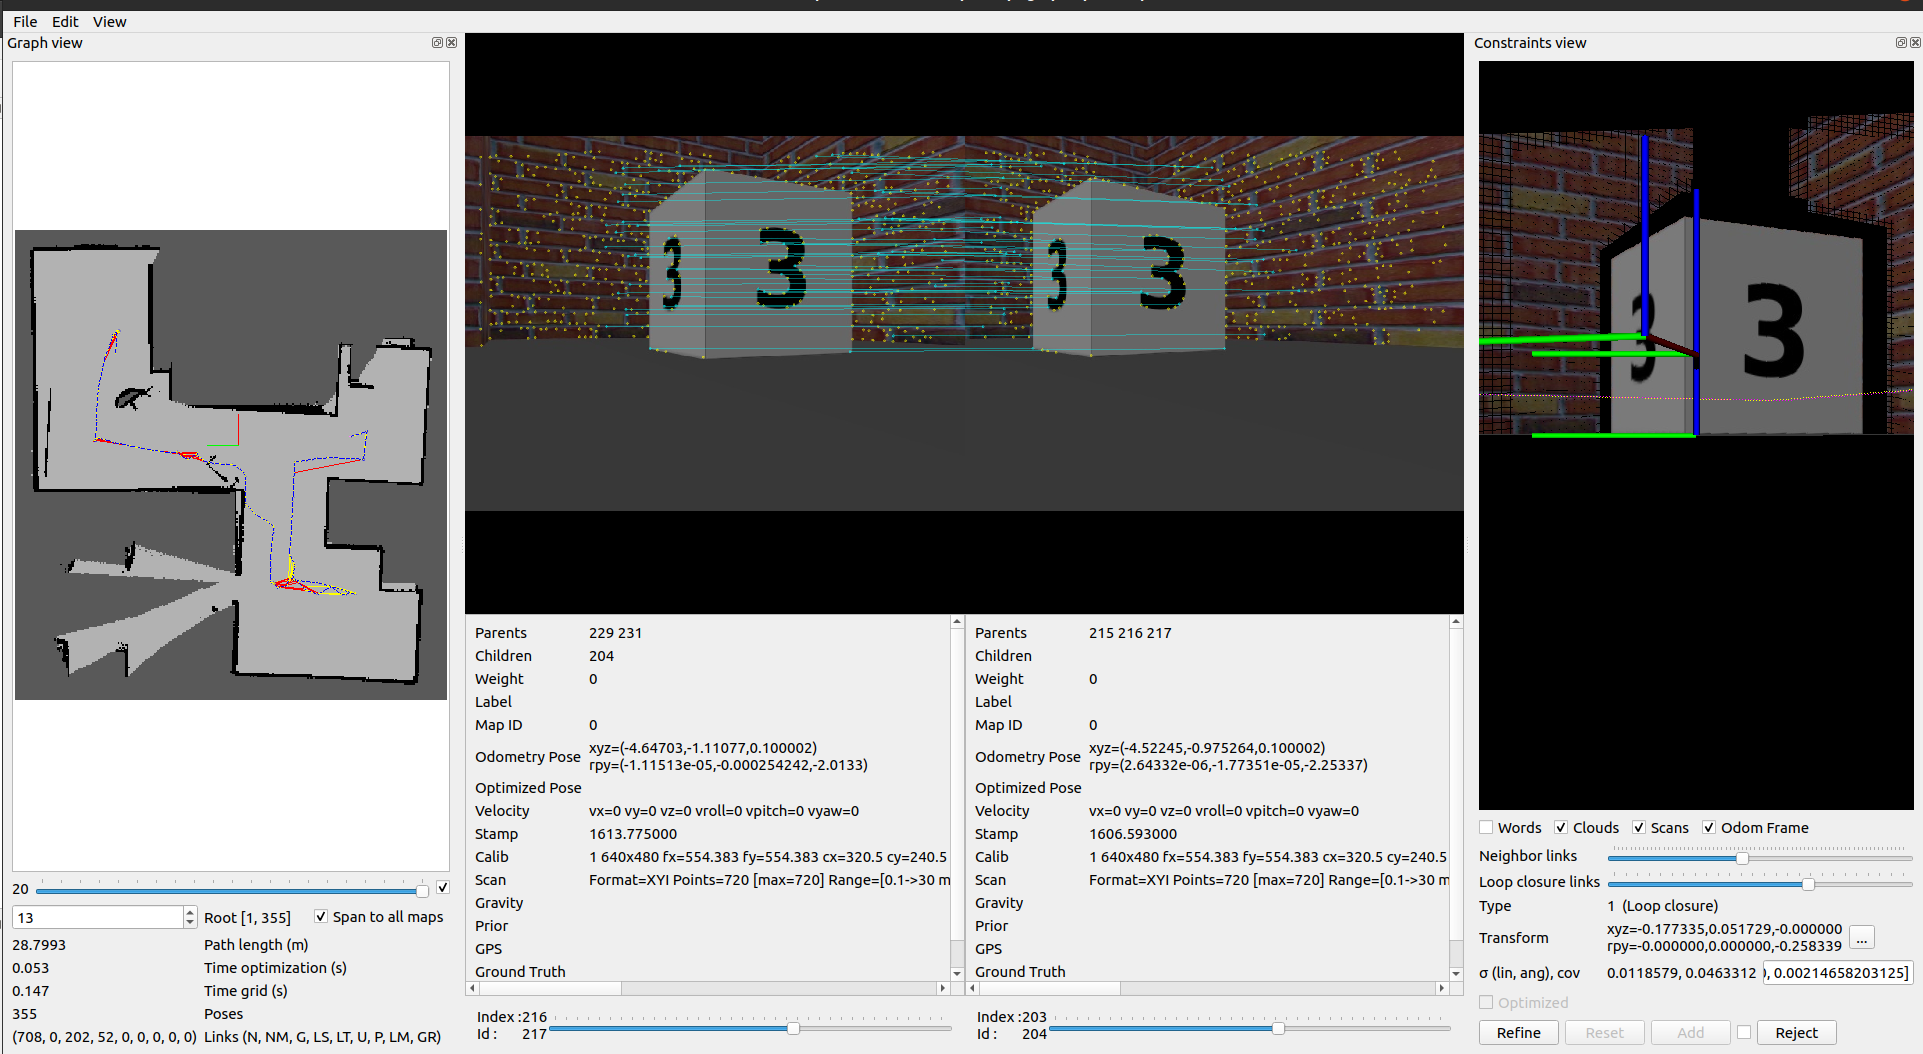 File Edit View
Graph view
Constraints view
3 3 3 3
3 3
20
13 Root [1, 355] Span to all maps
28.7993 Path length (m)
0.053 Time optimization (s)
0.147 Time grid (s)
355 Poses
(708, 0, 202, 52, 0, 0, 0, 0, 0) Links (N, NM, G, LS, LT, U, P, LM, GR)
Parents 229 231
Children 204
Weight 0
Label
Map ID 0
Odometry Pose xyz=(-4.64703,-1.11077,0.100002)
rpy=(-1.11513e-05,-0.000254242,-2.0133)
Optimized Pose
Velocity vx=0 vy=0 vz=0 vroll=0 vpitch=0 vyaw=0
Stamp 1613.775000
Calib 1 640x480 fx=554.383 fy=554.383 cx=320.5 cy=240.5
Scan Format=XYI Points=720 [max=720] Range=[0.1->30 m
Gravity
Prior
GPS
Ground Truth
Index :216
Id : 217
Parents 215 216 217
Children
Weight 0
Label
Map ID 0
Odometry Pose xyz=(-4.52245,-0.975264,0.100002)
rpy=(2.64332e-06,-1.77351e-05,-2.25337)
Optimized Pose
Velocity vx=0 vy=0 vz=0 vroll=0 vpitch=0 vyaw=0
Stamp 1606.593000
Calib 1 640x480 fx=554.383 fy=554.383 cx=320.5 cy=240.5
Scan Format=XYI Points=720 [max=720] Range=[0.1->30 m
Gravity
Prior
GPS
Ground Truth
Index :203
Id : 204
Words Clouds Scans Odom Frame
Neighbor links
Loop closure links
Type 1 (Loop closure)
Transform xyz=-0.177335,0.051729,-0.000000
rpy=-0.000000,0.000000,-0.258339
...
σ (lin, ang), cov 0.0118579, 0.0463312 , 0.00214658203125]
Optimized
Refine Reset Add Reject